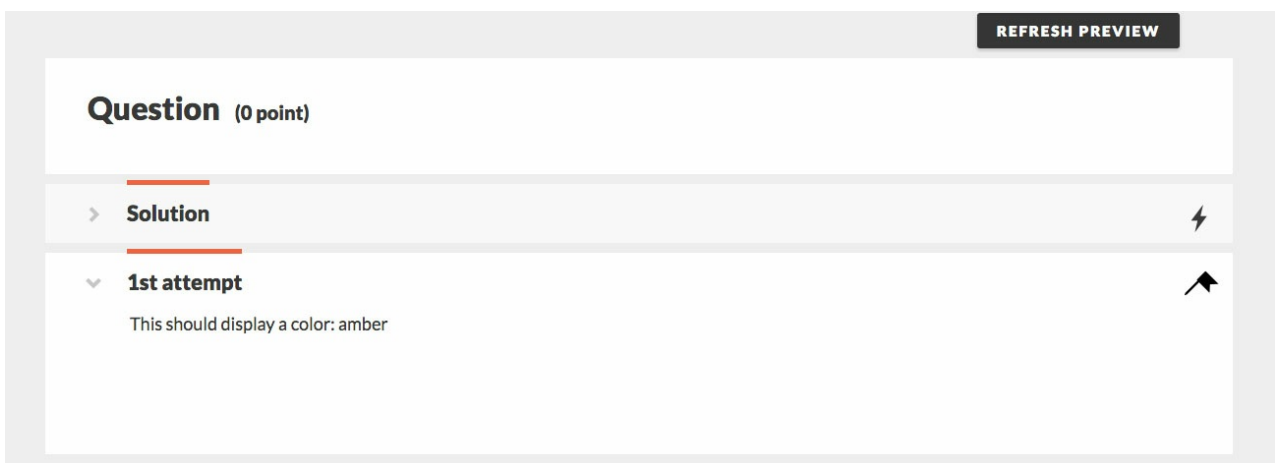 REFRESH PREVIEW
Question (0 point)
Solution
1st attempt
This should display a color: amber